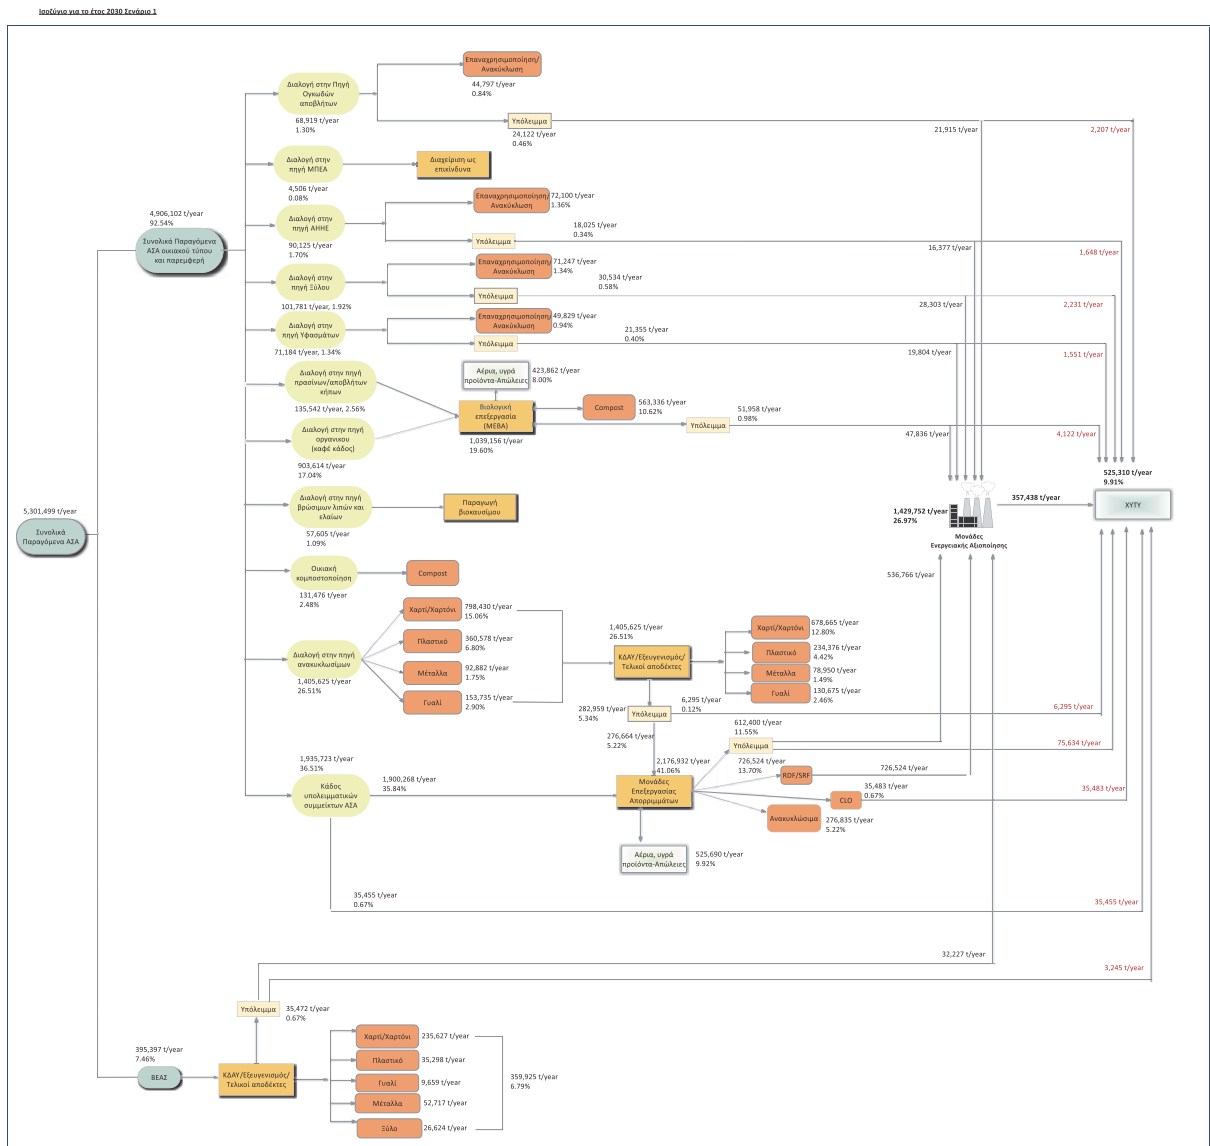 Ισοζύγιο για το έτος 2030 Σενάριο 1
Επαναχρησιμοποίηση/
Ανακύκλωση
44,797 t/year
0.84%
Διαλογή στην Πηγή
Ογκωδών
αποβλήτων
68,919 t/year
1.30%
Υπόλειμμα
24,122 t/year
0.46%
21,915 t/year
2,207 t/year
Διαλογή στην
πηγή ΜΠΕΑ
4,506 t/year
0.08%
Διαχείριση ως
επικίνδυνα
4,906,102 t/year
92.54%
Συνολικά Παραγόμενα
ΑΣΑ οικιακού τύπου
και παρεμφερή
Διαλογή στην
πηγή ΑΗΗΕ
90,125 t/year
1.70%
Επαναχρησιμοποίηση/
Ανακύκλωση
72,100 t/year
1.36%
Υπόλειμμα
18,025 t/year
0.34%
16,377 t/year
1,648 t/year
Διαλογή στην
πηγή Ξύλου
101,781 t/year, 1.92%
Επαναχρησιμοποίηση/
Ανακύκλωση
71,247 t/year
1.34%
Υπόλειμμα
30,534 t/year
0.58%
28,303 t/year
2,231 t/year
Διαλογή στην
πηγή Υφασμάτων
71,184 t/year, 1.34%
Επαναχρησιμοποίηση/
Ανακύκλωση
49,829 t/year
0.94%
Υπόλειμμα
21,355 t/year
0.40%
19,804 t/year
1,551 t/year
Διαλογή στην πηγή
πρασίνων/αποβλήτων
κήπων
135,542 t/year, 2.56%
Αέρια, υγρά
προϊόντα-Απώλειες
423,862 t/year
8.00%
Βιολογική
επεξεργασία
(ΜΕΒΑ)
1,039,156 t/year
19.60%
Compost
563,336 t/year
10.62%
Υπόλειμμα
51,958 t/year
0.98%
47,836 t/year
4,122 t/year
Διαλογή στην πηγή
οργανικου
(καφέ κάδος)
903,614 t/year
17.04%
525,310 t/year
9.91%
ΧΥΤΥ
357,438 t/year
1,429,752 t/year
26.97%
Μονάδες
Ενεργειακής Αξιοποίησης
Διαλογή στην πηγή
βρώσιμων λιπών και
ελαίων
57,605 t/year
1.09%
Παραγωγή
βιοκαυσίμου
5,301,499 t/year
Συνολικά
Παραγόμενα ΑΣΑ
Οικιακή
κομποστοποίηση
131,476 t/year
2.48%
Compost
536,766 t/year
Διαλογή στην πηγή
ανακυκλωσίμων
1,405,625 t/year
26.51%
Χαρτί/Χαρτόνι
798,430 t/year
15.06%
Πλαστικό
360,578 t/year
6.80%
Μέταλλα
92,882 t/year
1.75%
Γυαλί
153,735 t/year
2.90%
1,405,625 t/year
26.51%
ΚΔΑΥ/Εξευγενισμός/
Τελικοί αποδέκτες
Χαρτί/Χαρτόνι
678,665 t/year
12.80%
Πλαστικό
234,376 t/year
4.42%
Μέταλλα
78,950 t/year
1.49%
Γυαλί
130,675 t/year
2.46%
282,959 t/year
5.34%
Υπόλειμμα
6,295 t/year
0.12%
6,295 t/year
276,664 t/year
5.22%
612,400 t/year
11.55%
Υπόλειμμα
75,634 t/year
1,935,723 t/year
36.51%
Κάδος
υπολειμματικών
συμμείκτων ΑΣΑ
1,900,268 t/year
35.84%
2,176,932 t/year
41.06%
Μονάδες
Επεξεργασίας
Απορριμμάτων
726,524 t/year
13.70%
RDF/SRF
726,524 t/year
CLO
35,483 t/year
0.67%
35,483 t/year
Ανακυκλώσιμα
276,835 t/year
5.22%
Αέρια, υγρά
προϊόντα-Απώλειες
525,690 t/year
9.92%
35,455 t/year
0.67%
35,455 t/year
32,227 t/year
3,245 t/year
Υπόλειμμα
35,472 t/year
0.67%
395,397 t/year
7.46%
ΒΕΑΣ
ΚΔΑΥ/Εξευγενισμός/
Τελικοί αποδέκτες
Χαρτί/Χαρτόνι
235,627 t/year
Πλαστικό
35,298 t/year
Γυαλί
9,659 t/year
Μέταλλα
52,717 t/year
Ξύλο
26,624 t/year
359,925 t/year
6.79%